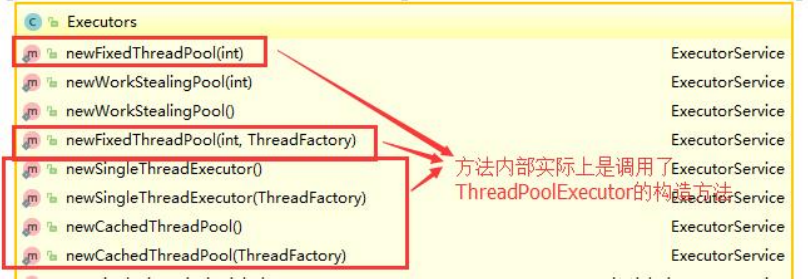 Executors
newFixedThreadPool(int) ExecutorService
newWorkStealingPool(int) ExecutorService
newWorkStealingPool() ExecutorService
newFixedThreadPool(int, ThreadFactory) ExecutorService
newSingleThreadExecutor() ExecutorService
newSingleThreadExecutor(ThreadFactory) ExecutorService
newCachedThreadPool() ExecutorService
newCachedThreadPool(ThreadFactory) ExecutorService
方法内部实际上是调用了
ThreadPoolExecutor的构造方法